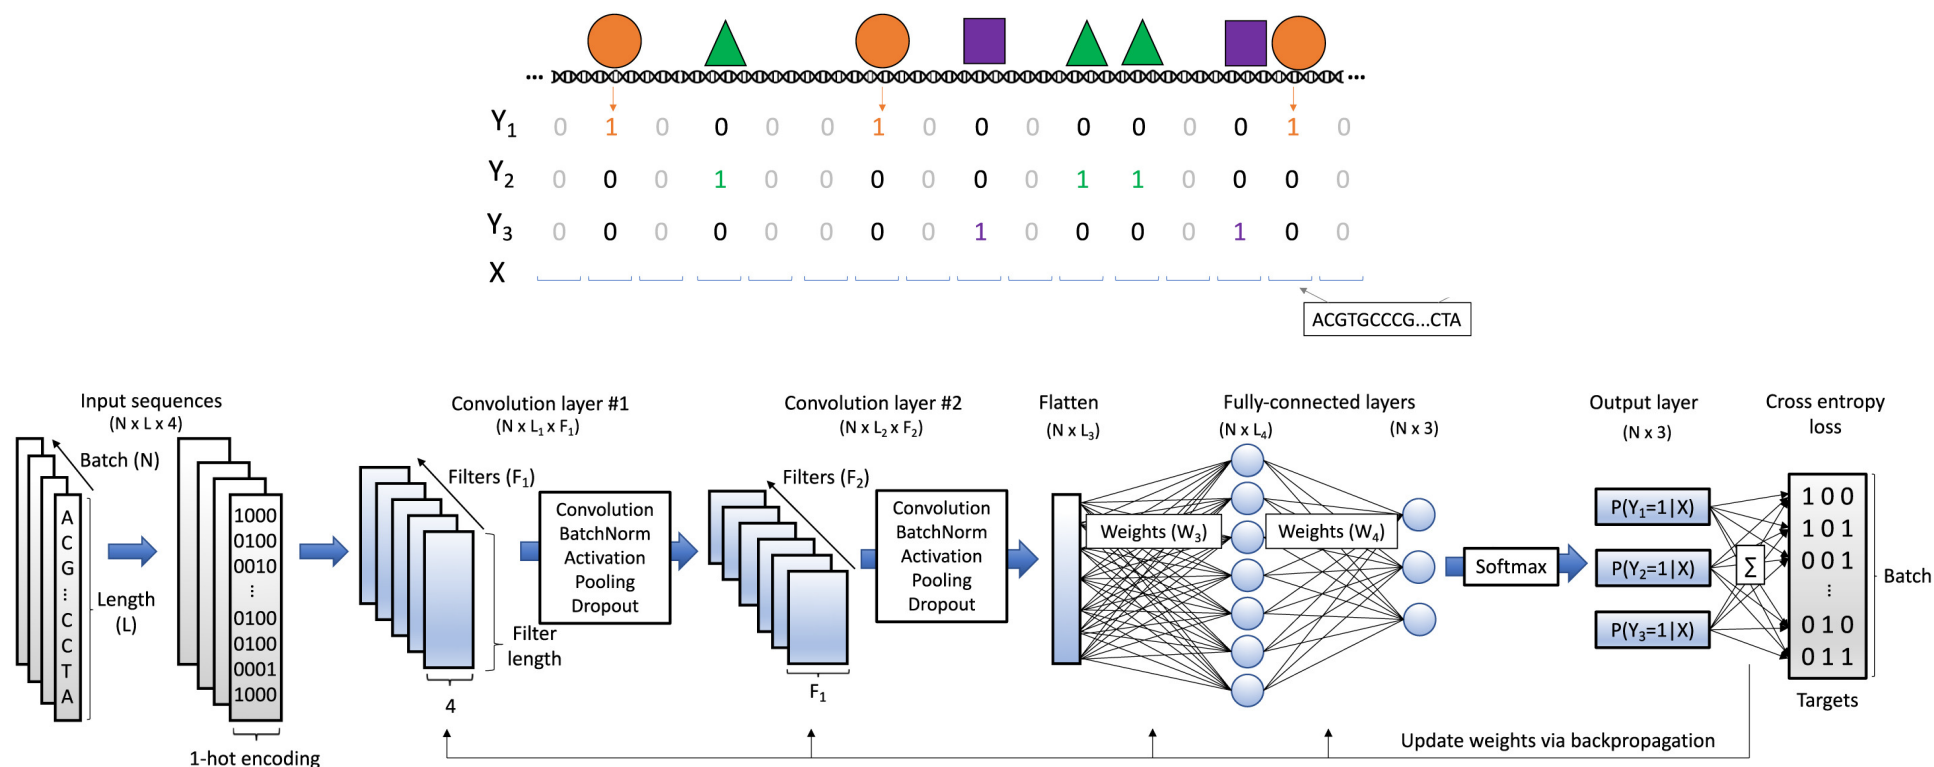 ... ...
Y1 0 1 0 0 0 0 1 0 0 0 0 0 0 0 1 0
Y2 0 0 0 1 0 0 0 0 0 0 1 1 0 0 0 0
Y3 0 0 0 0 0 0 0 0 1 0 0 0 0 1 0 0
X
ACGTGCCCG...CTA
Input sequences
(N x L x 4)
Batch (N)
A
C
G
...
C
C
T
A
Length
(L)
1000
0100
0010
...
0100
0100
0001
1000
1-hot encoding
Convolution layer #1
(N x L1 x F1)
Filters (F1)
Filter
length
4
Convolution
BatchNorm
Activation
Pooling
Dropout
Convolution layer #2
(N x L2 x F2)
Filters (F2)
F1
Convolution
BatchNorm
Activation
Pooling
Dropout
Flatten
(N x L3)
Fully-connected layers
(N x L4) (N x 3)
Weights (W3)
Weights (W4)
Softmax
Output layer
(N x 3)
P(Y1=1|X)
P(Y2=1|X)
P(Y3=1|X)
Σ
Cross entropy
loss
1 0 0
1 0 1
0 0 1
...
0 1 0
0 1 1
Batch
Targets
Update weights via backpropagation